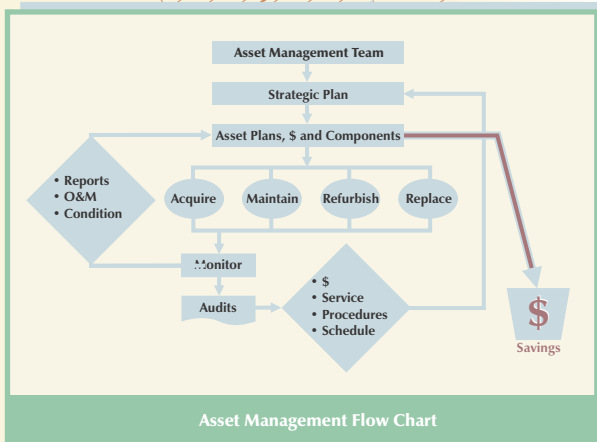 Asset Management Team
Strategic Plan
Asset Plans, $ and Components
• Reports
• O&M
• Condition
Acquire
Maintain
Refurbish
Replace
Monitor
Audits
• $
• Service
• Procedures
• Schedule
$
Savings
Asset Management Flow Chart